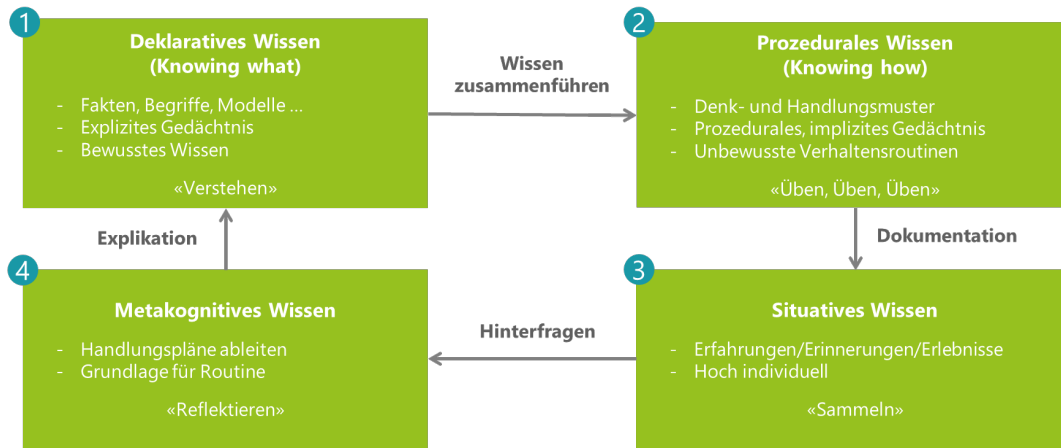 1
Deklaratives Wissen
(Knowing what)
- Fakten, Begriffe, Modelle ...
- Explizites Gedächtnis
- Bewusstes Wissen
«Verstehen»
Wissen
zusammenführen
2
Prozedurales Wissen
(Knowing how)
- Denk- und Handlungsmuster
- Prozedurales, implizites Gedächtnis
- Unbewusste Verhaltensroutinen
«Üben, Üben, Üben»
Explikation
Dokumentation
4
Metakognitives Wissen
- Handlungspläne ableiten
- Grundlage für Routine
«Reflektieren»
Hinterfragen
3
Situatives Wissen
- Erfahrungen/Erinnerungen/Erlebnisse
- Hoch individuell
«Sammeln»